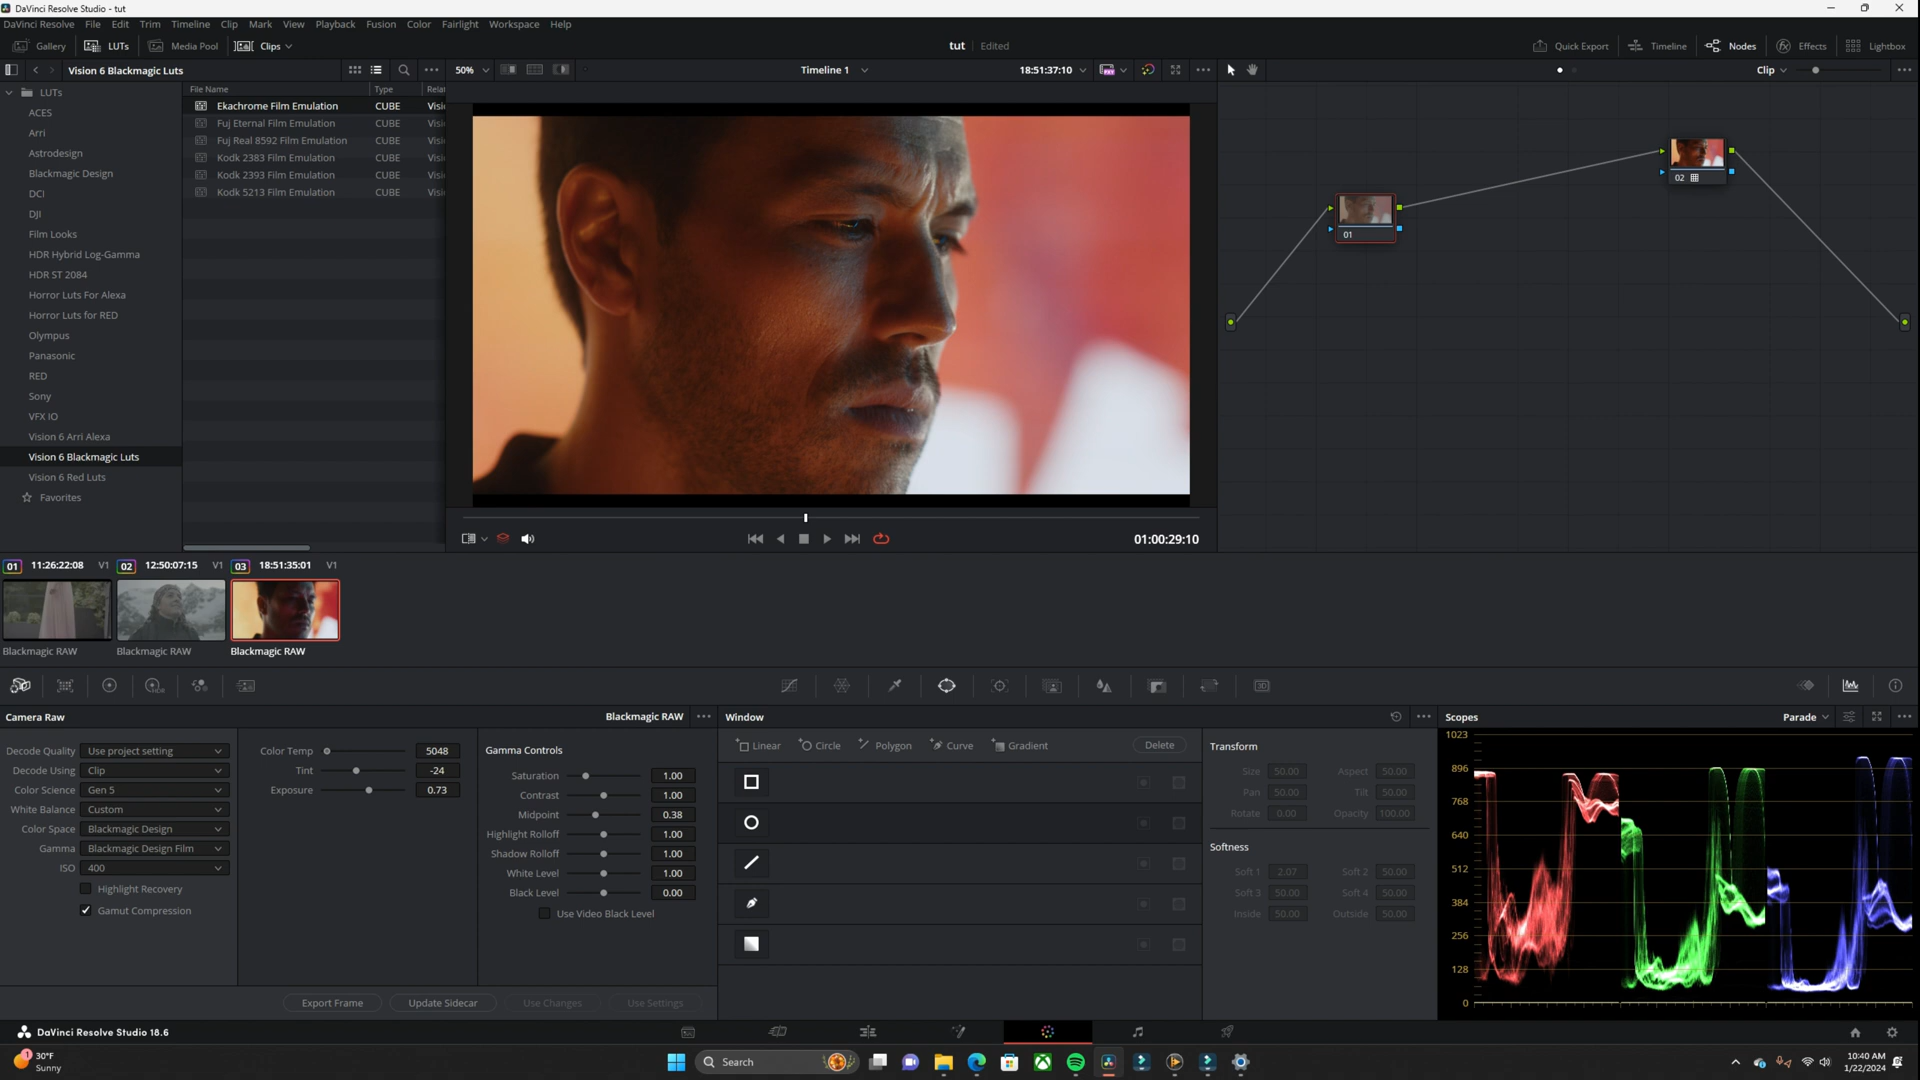 DaVinci Resolve Studio - tut
DaVinci Resolve File Edit Trim Timeline Clip Mark View Playback Fusion Color Fairlight Workspace Help
Gallery LUTs Media Pool Clips tut Edited Quick Export Timeline Nodes Effects Lightbox
Vision 6 Blackmagic Luts 50% Timeline 1 18:51:37:10 Clip
LUTs
ACES
Arri
Astrodesign
Blackmagic Design
DCI
DJI
Film Looks
HDR Hybrid Log-Gamma
HDR ST 2084
Horror Luts For Alexa
Horror Luts for RED
Olympus
Panasonic
RED
Sony
VFX IO
Vision 6 Arri Alexa
Vision 6 Blackmagic Luts
Vision 6 Red Luts
Favorites
File Name Type Relat
Ekachrome Film Emulation CUBE Visio
Fuj Eternal Film Emulation CUBE Visio
Fuj Real 8592 Film Emulation CUBE Visio
Kodk 2383 Film Emulation CUBE Visio
Kodk 2393 Film Emulation CUBE Visio
Kodk 5213 Film Emulation CUBE Visio
01
02
01:00:29:10
01 11:26:22:08 V1 02 12:50:07:15 V1 03 18:51:35:01 V1
Blackmagic RAW Blackmagic RAW Blackmagic RAW
HDR
3D
Camera Raw Blackmagic RAW
Decode Quality Use project setting
Decode Using Clip
Color Science Gen 5
White Balance Custom
Color Space Blackmagic Design
Gamma Blackmagic Design Film
ISO 400
Highlight Recovery
Gamut Compression
Color Temp 5048
Tint -24
Exposure 0.73
Gamma Controls
Saturation 1.00
Contrast 1.00
Midpoint 0.38
Highlight Rolloff 1.00
Shadow Rolloff 1.00
White Level 1.00
Black Level 0.00
Use Video Black Level
Export Frame Update Sidecar Use Changes Use Settings
Window
Linear Circle Polygon Curve Gradient Delete
Transform
Size 50.00 Aspect 50.00
Pan 50.00 Tilt 50.00
Rotate 0.00 Opacity 100.00
Softness
Soft 1 2.07 Soft 2 50.00
Soft 3 50.00 Soft 4 50.00
Inside 50.00 Outside 50.00
Scopes Parade
1023
896
768
640
512
384
256
128
0
DaVinci Resolve Studio 18.6
1
30°F
Sunny
Search
10:40 AM
1/22/2024